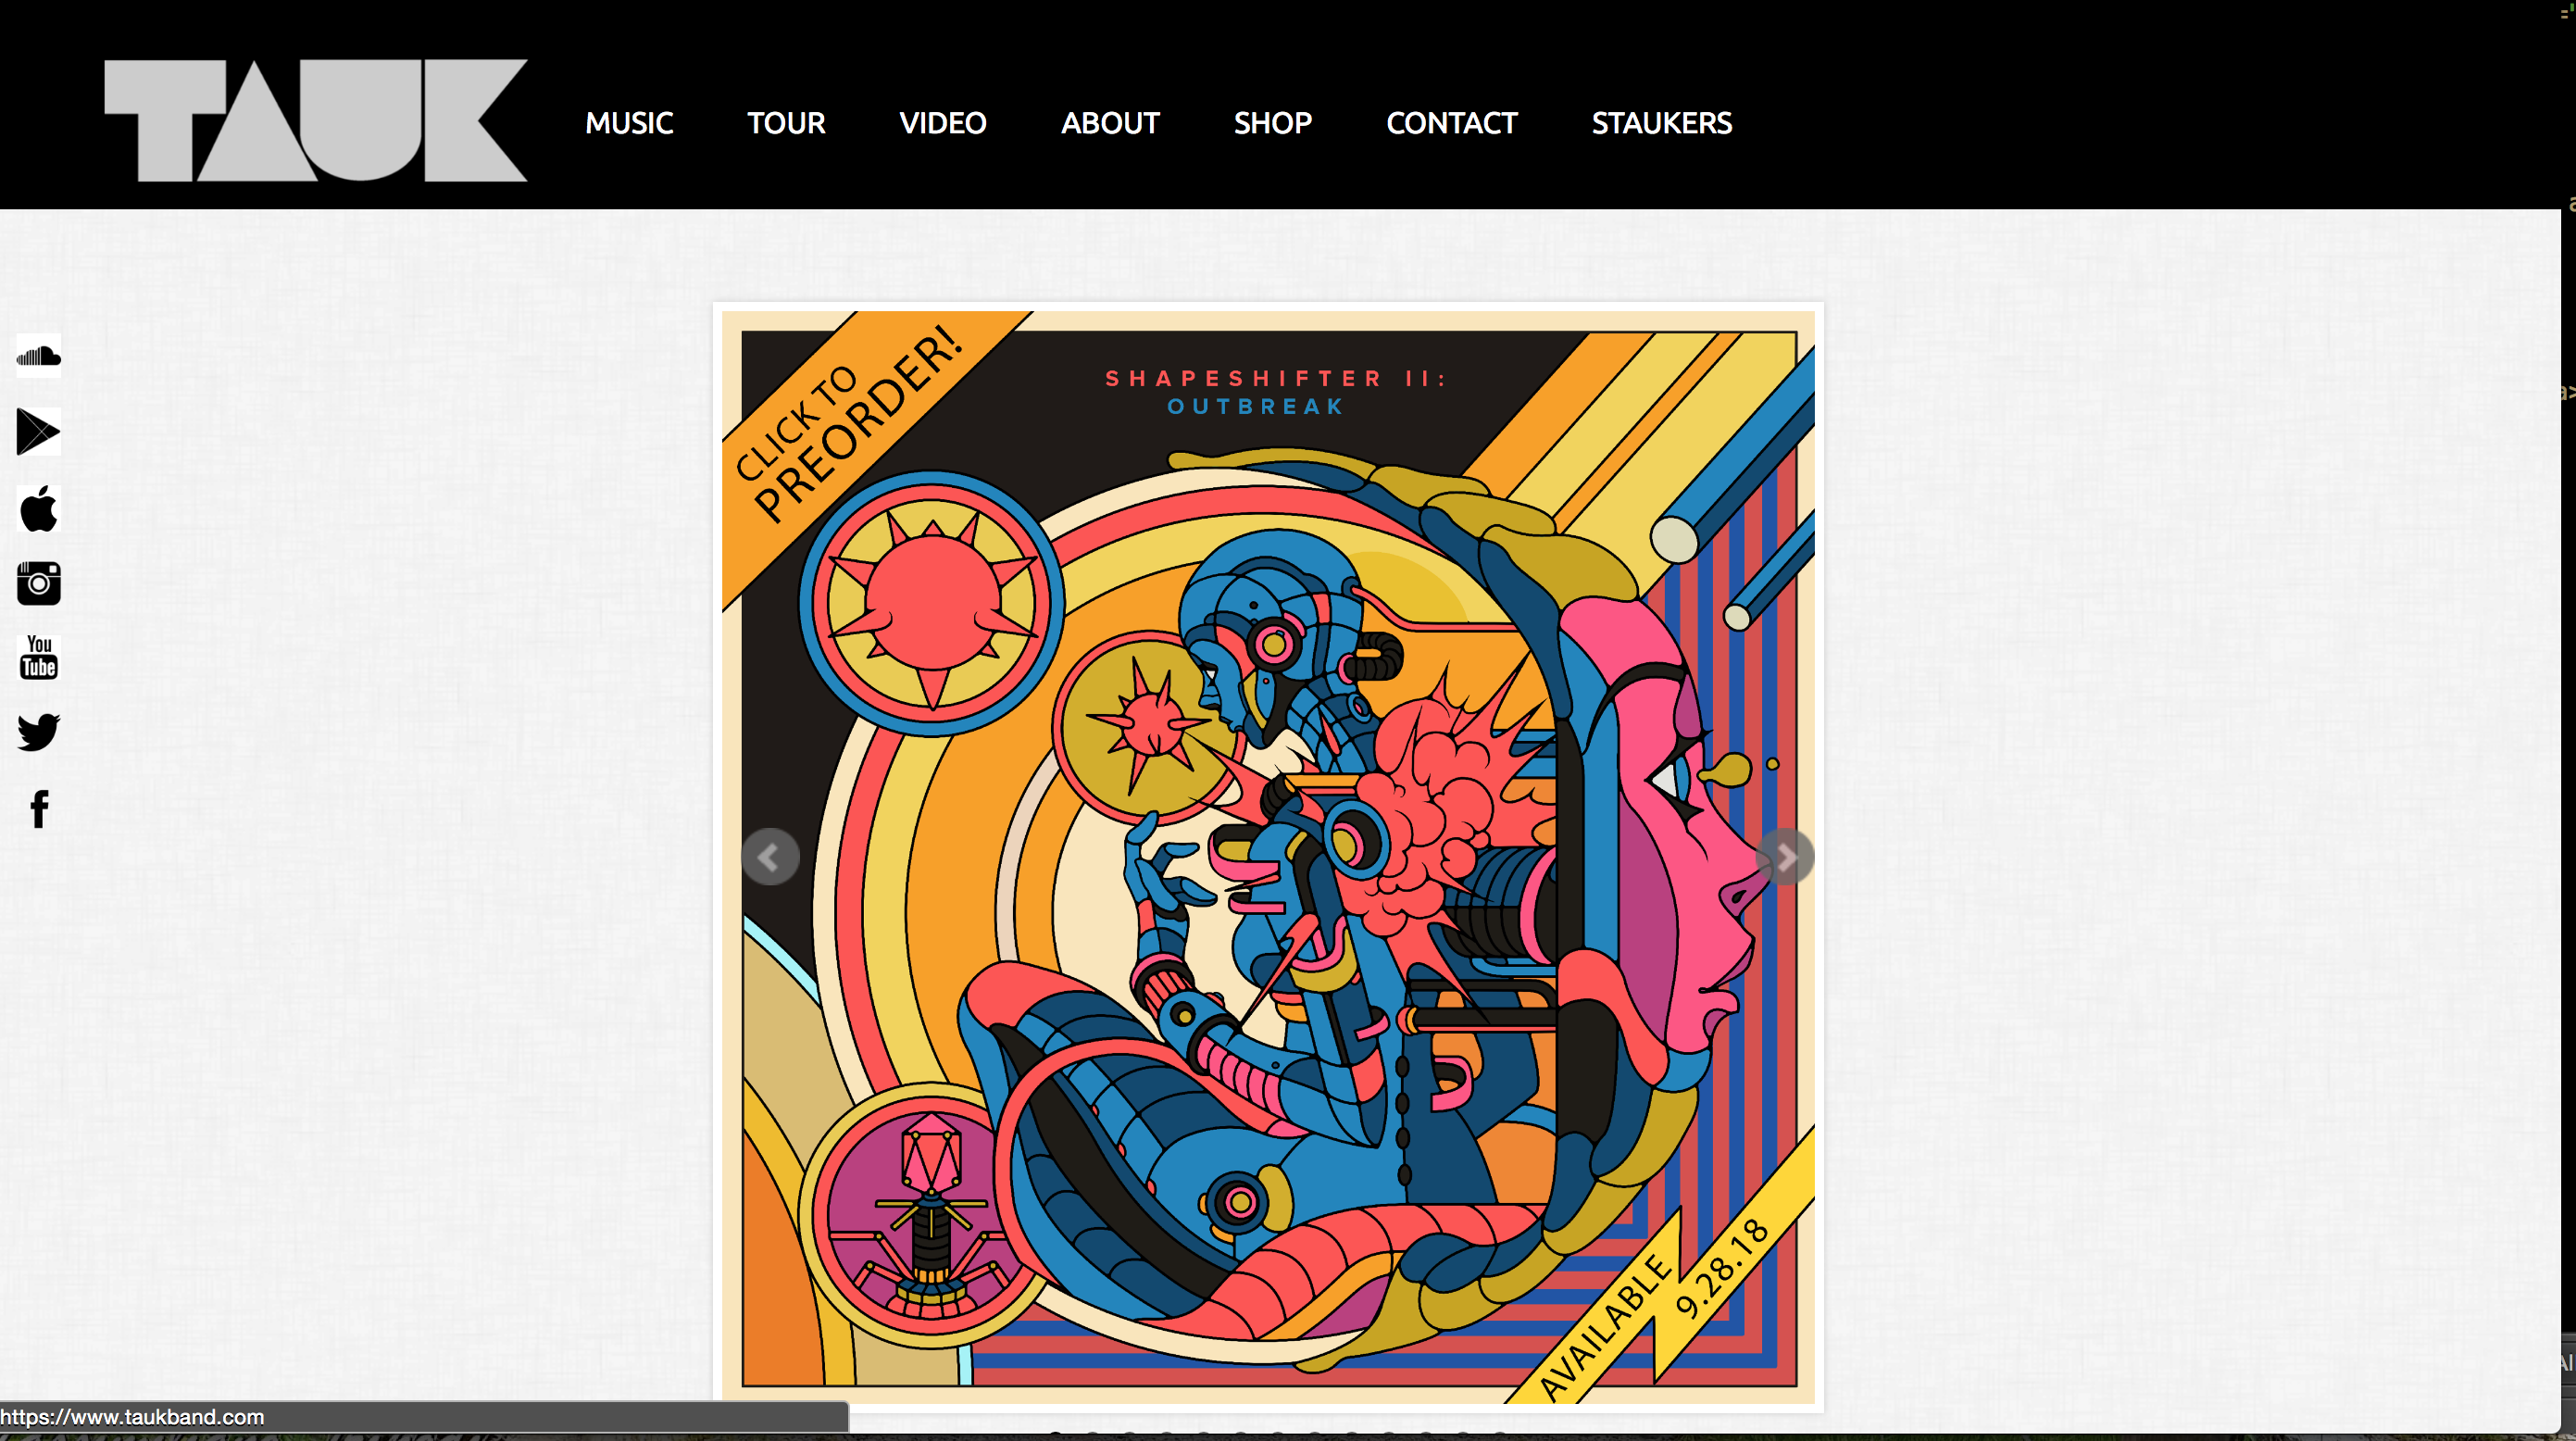 TAUK
MUSIC TOUR VIDEO ABOUT SHOP CONTACT STAUKERS
CLICK TO
PREORDER!
SHAPESHIFTER II:
OUTBREAK
You
Tube
f
AVAILABLE
9.28.18
https://www.taukband.com